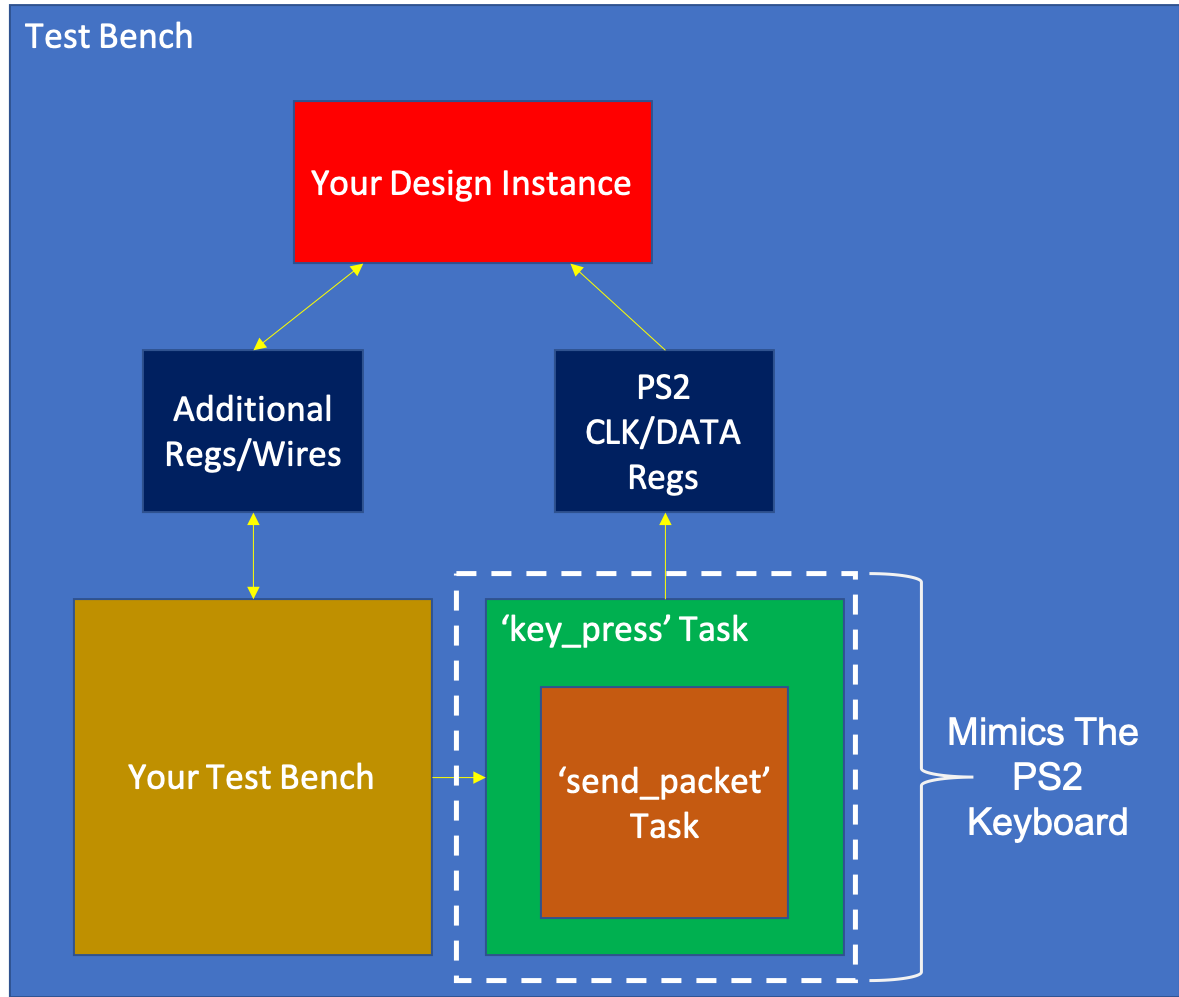 Test Bench
Your Design Instance
Additional
Regs/Wires
PS2
CLK/DATA
Regs
Your Test Bench
‘key_press’ Task
‘send_packet’
Task
Mimics The
PS2
Keyboard